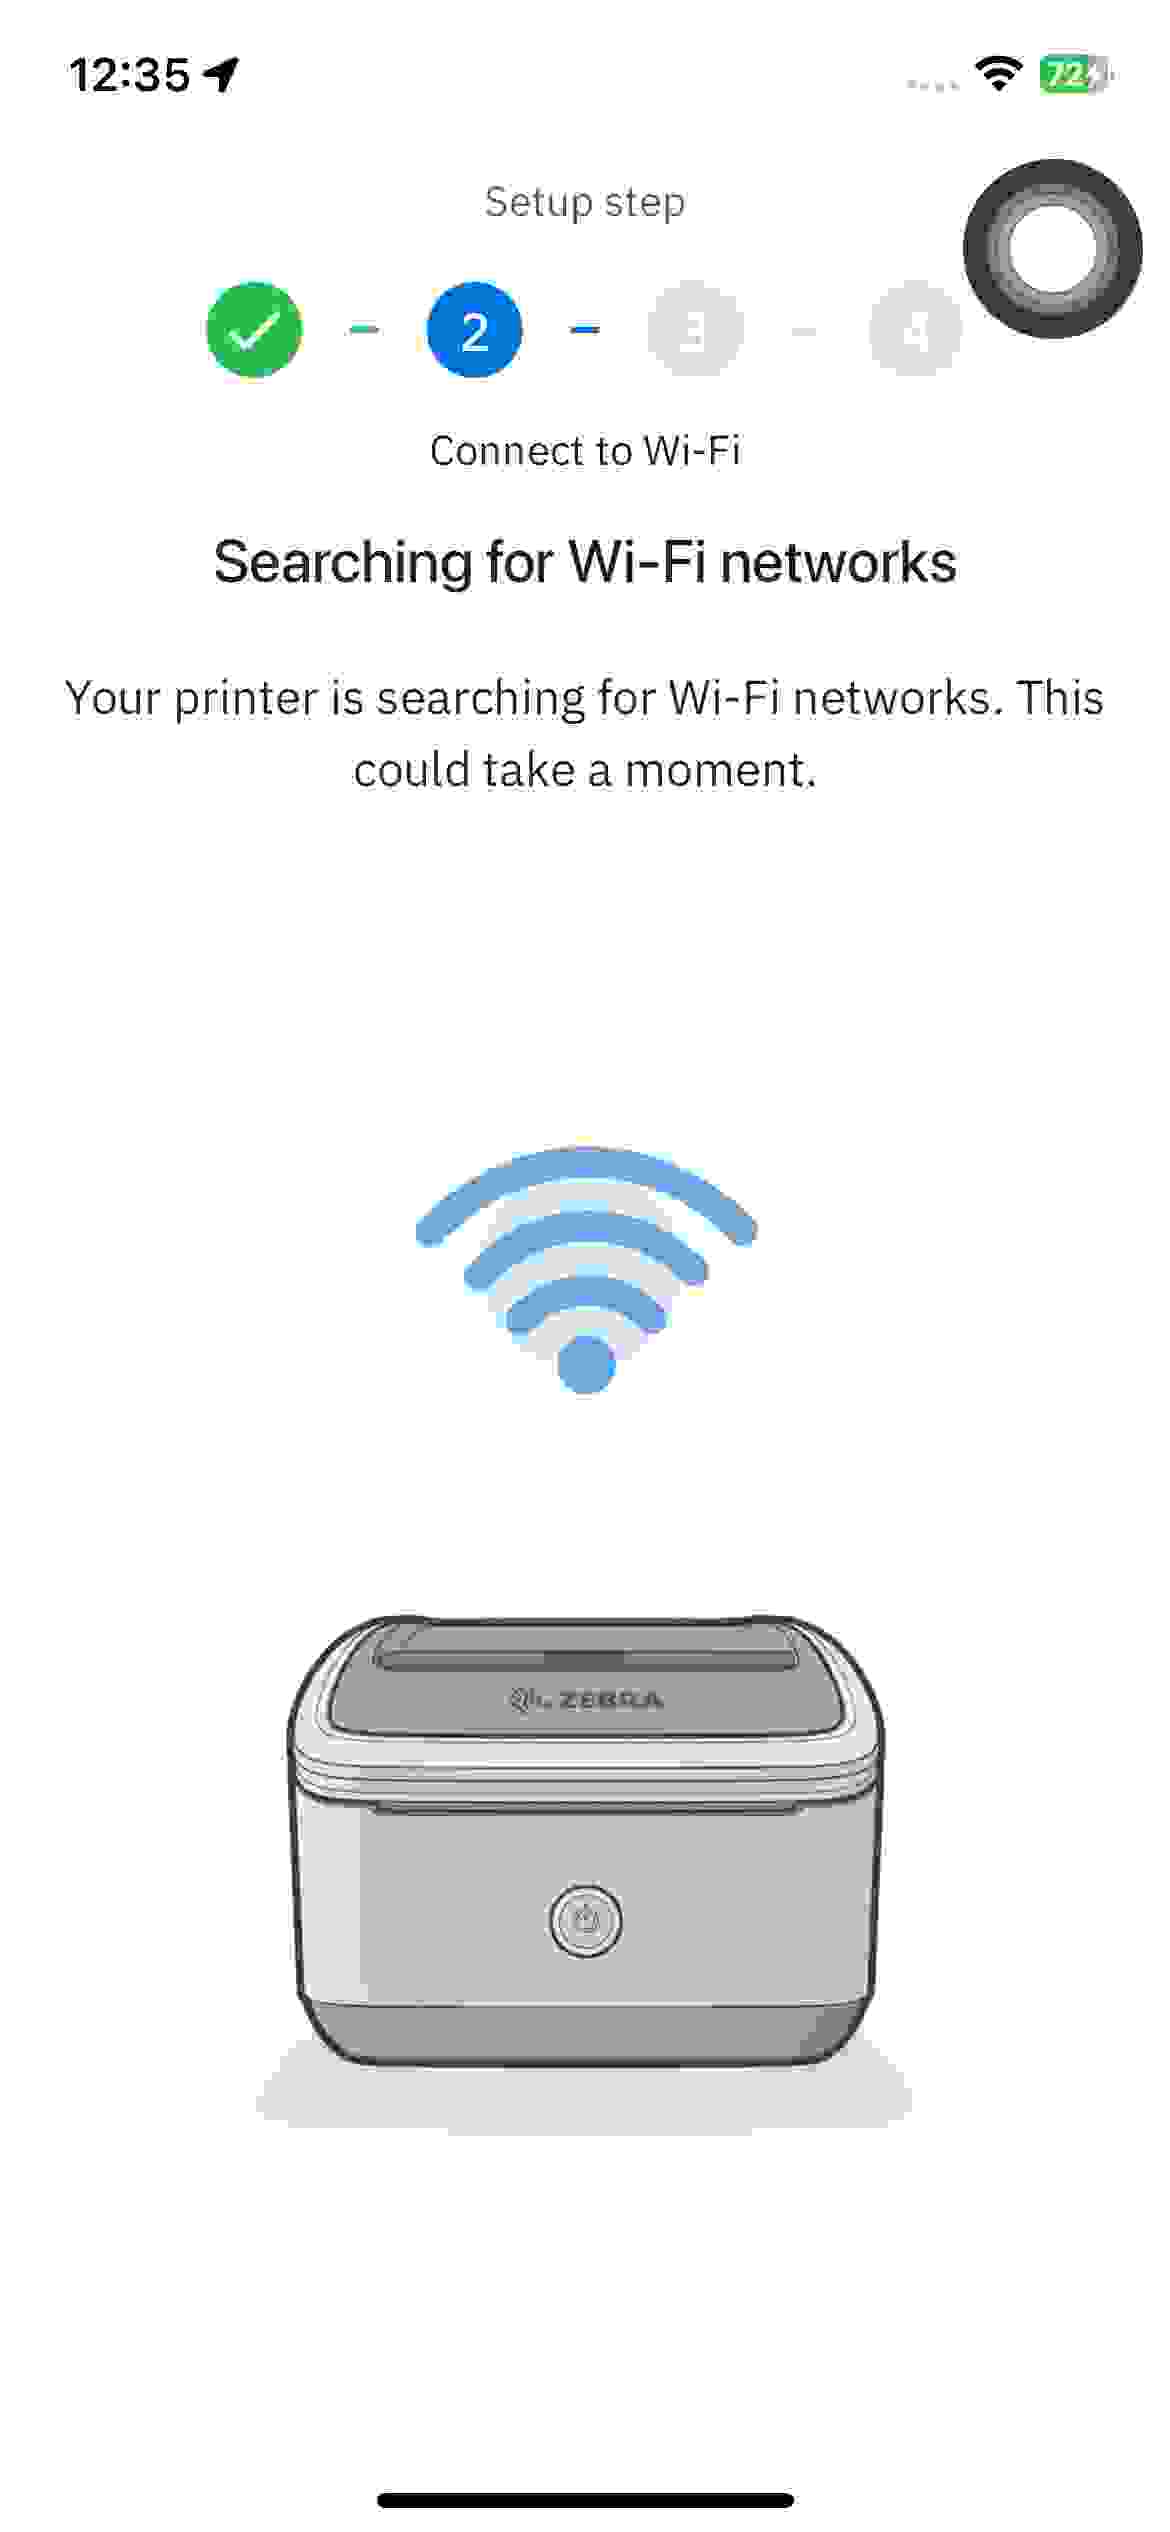 12:35
72
Setup step
2
3
4
Connect to Wi-Fi
Searching for Wi-Fi networks
Your printer is searching for Wi-Fi networks. This
could take a moment.
ZEBRA